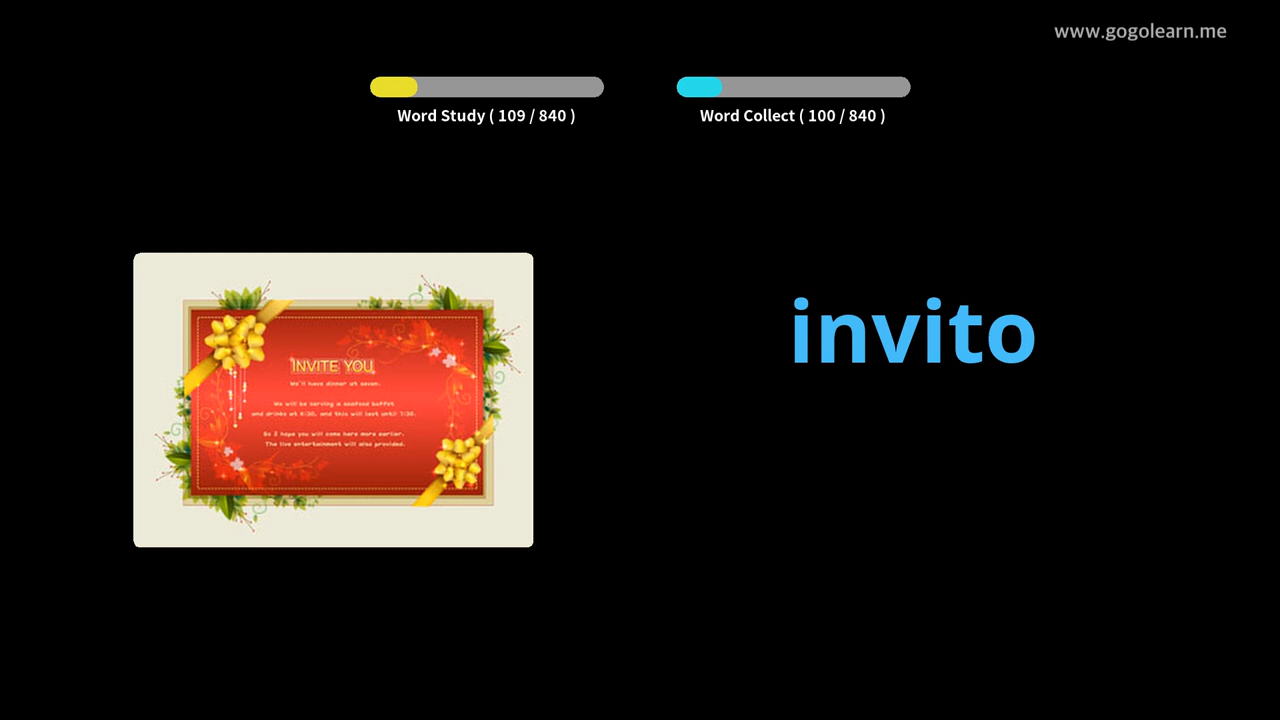 www.gogolearn.me
Word Study ( 109 / 840 )
Word Collect ( 100 / 840 )
invito
INVITE YOU
We'll have dinner at seven.
We will be serving a seafood buffet
and drinks at 6:30, and this will last until 7:30.
So I hope you will come here more earlier.
The live entertainment will also provided.